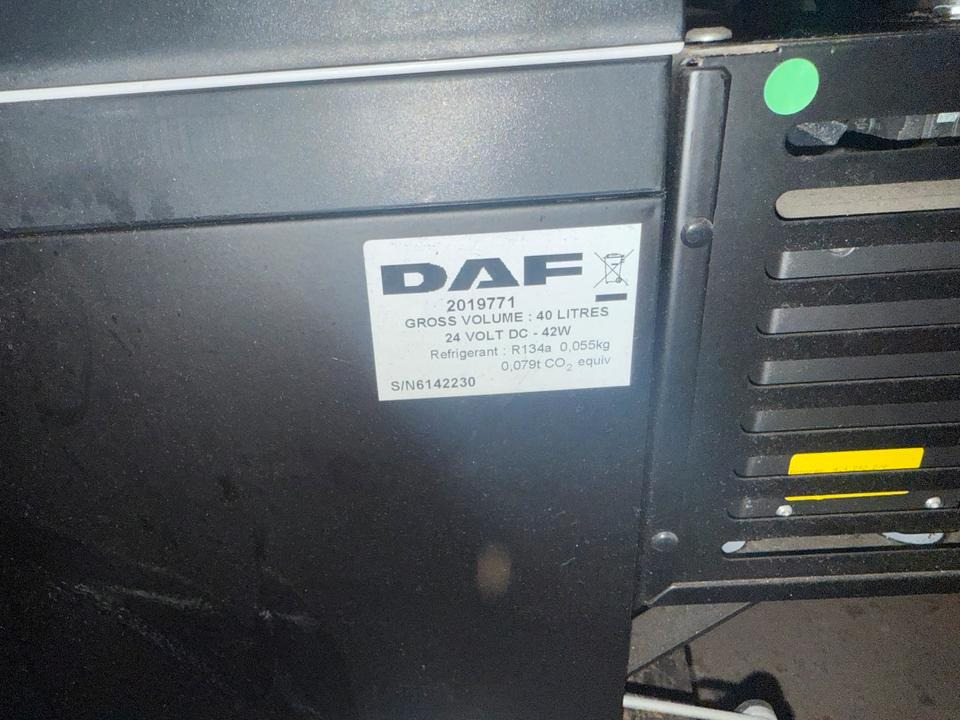 DAF
2019771
GROSS VOLUME : 40 LITRES
24 VOLT DC - 42W
Refrigerant : R134a 0,055kg
0,079t CO₂ equiv
S/N6142230